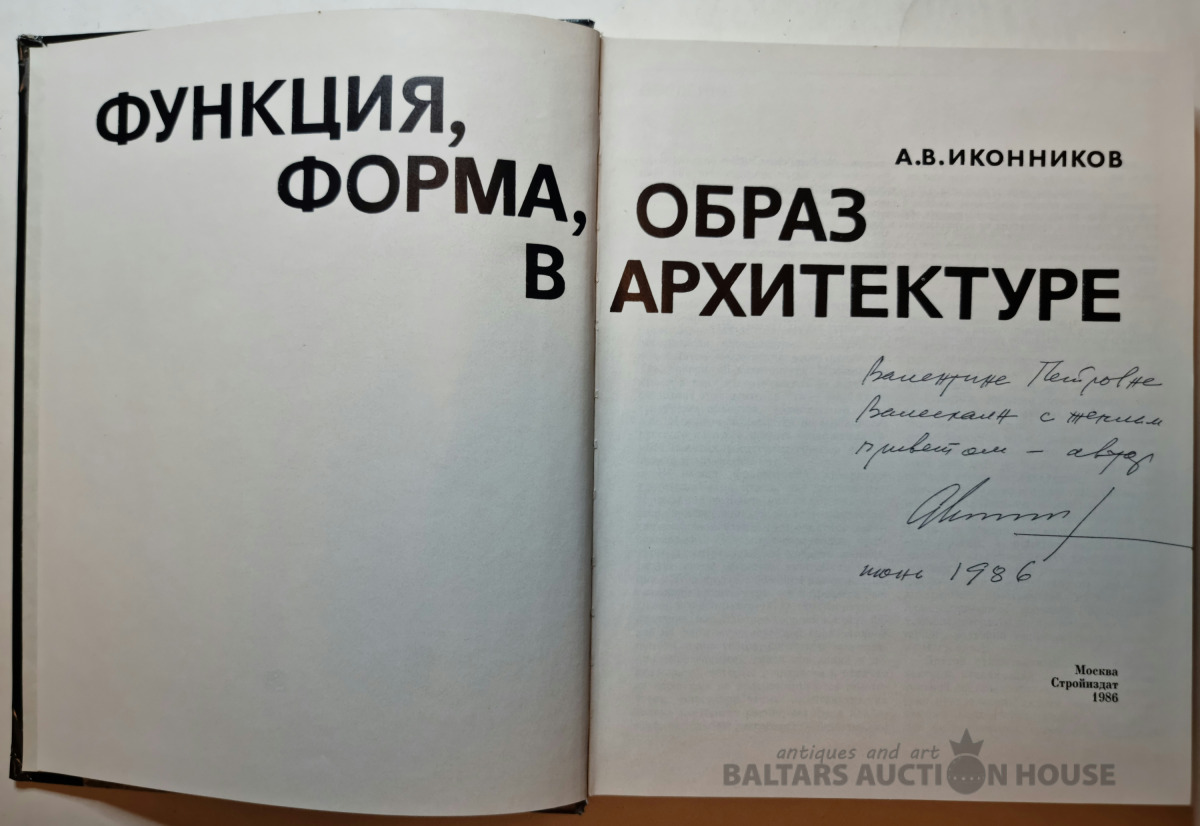 ФУНКЦИЯ,
ФОРМА, ОБРАЗ
В АРХИТЕКТУРЕ
А.В.ИКОННИКОВ
Валентине Петровне
с теплым
приветом — автор
июнь 1986
Москва
Стройиздат
1986
antiques and art
BALTARS AUCTION HOUSE